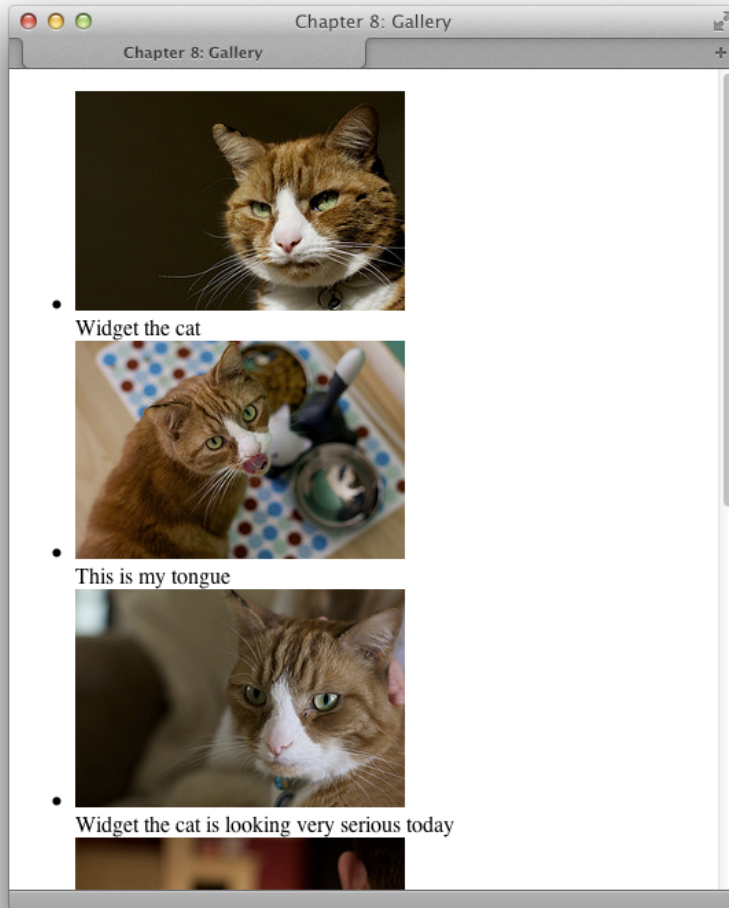 Chapter 8: Gallery
Chapter 8: Gallery
Widget the cat
This is my tongue
Widget the cat is looking very serious today